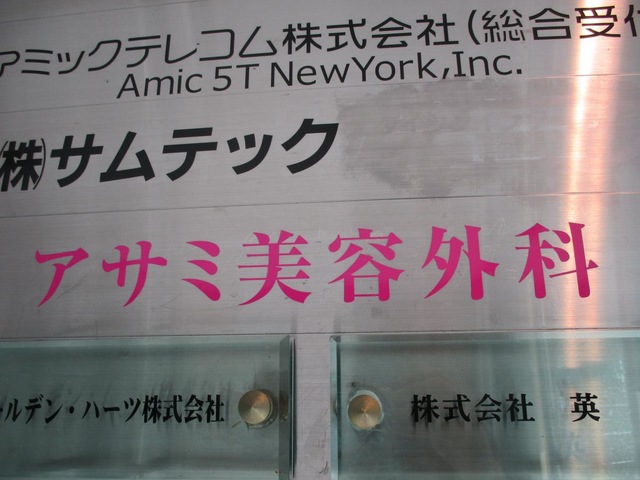 アミックテレコム株式会社(総合受付
Amic 5T NewYork,Inc.
㈱サムテック
アサミ美容外科
ールデン・ハーツ株式会社
株式会社 英